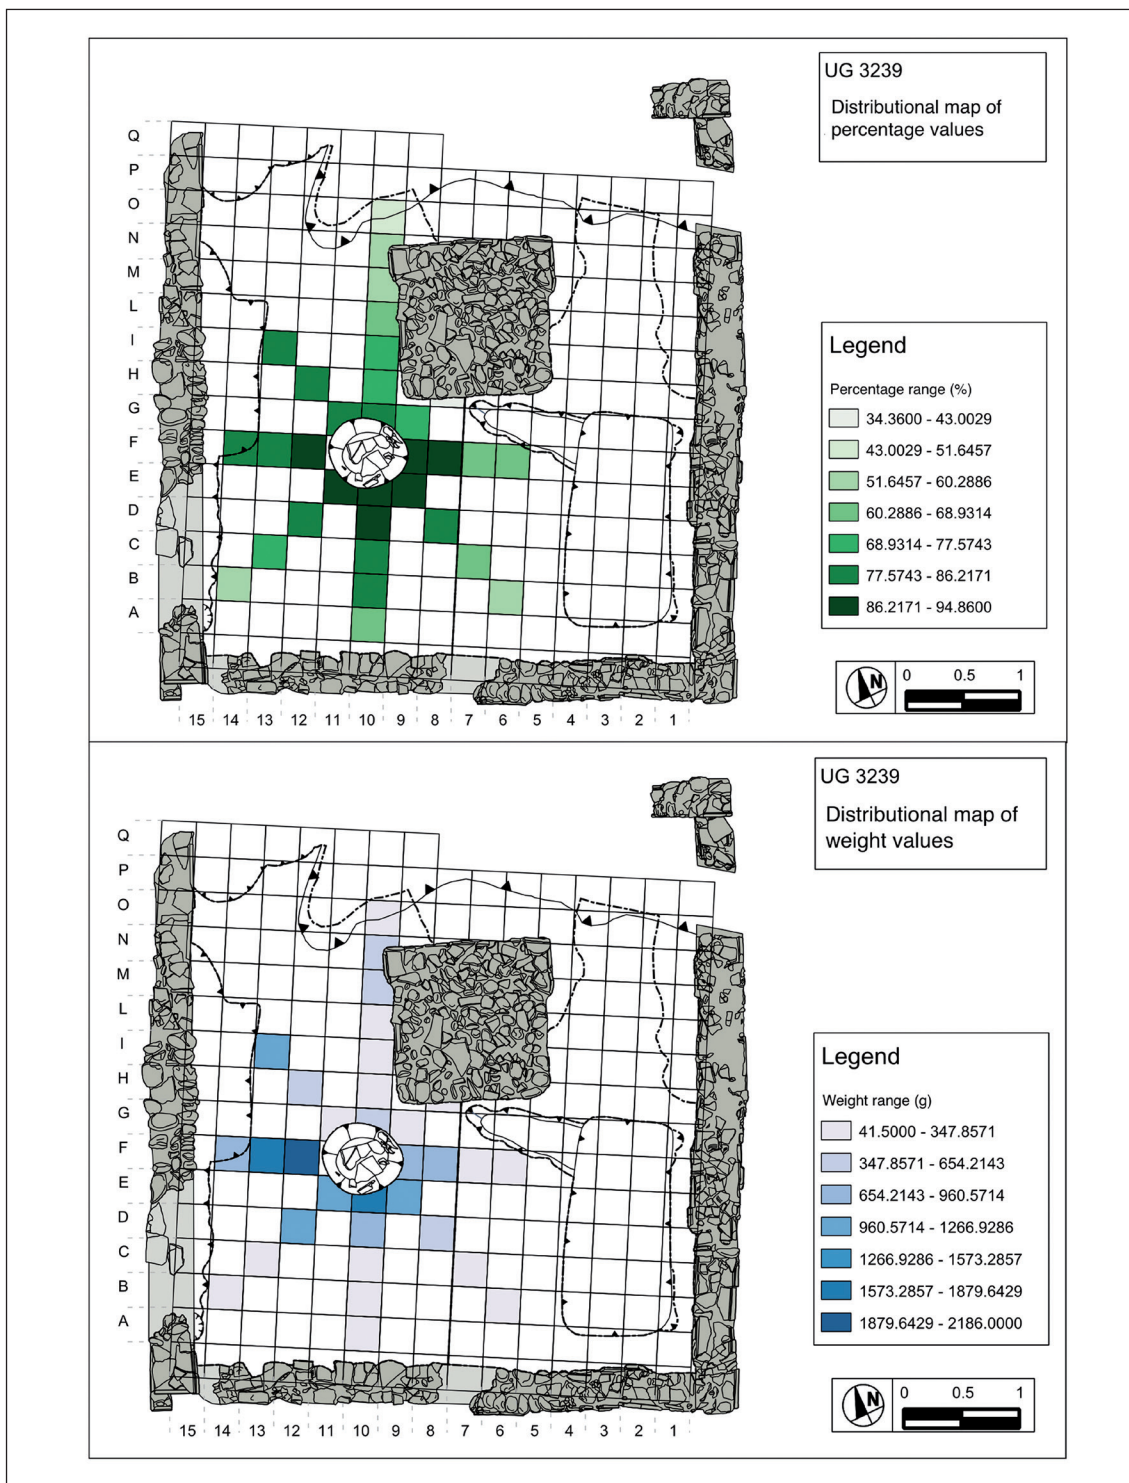 UG 3239
Distributional map of
percentage values
Q
P
O
N
M
L
I
H
G
F
E
D
C
B
A
15 14 13 12 11 10 9 8 7 6 5 4 3 2 1
Legend
Percentage range (%)
34.3600 - 43.0029
43.0029 - 51.6457
51.6457 - 60.2886
60.2886 - 68.9314
68.9314 - 77.5743
77.5743 - 86.2171
86.2171 - 94.8600
N
0 0.5 1
UG 3239
Distributional map of
weight values
Q
P
O
N
M
L
I
H
G
F
E
D
C
B
A
15 14 13 12 11 10 9 8 7 6 5 4 3 2 1
Legend
Weight range (g)
41.5000 - 347.8571
347.8571 - 654.2143
654.2143 - 960.5714
960.5714 - 1266.9286
1266.9286 - 1573.2857
1573.2857 - 1879.6429
1879.6429 - 2186.0000
N
0 0.5 1